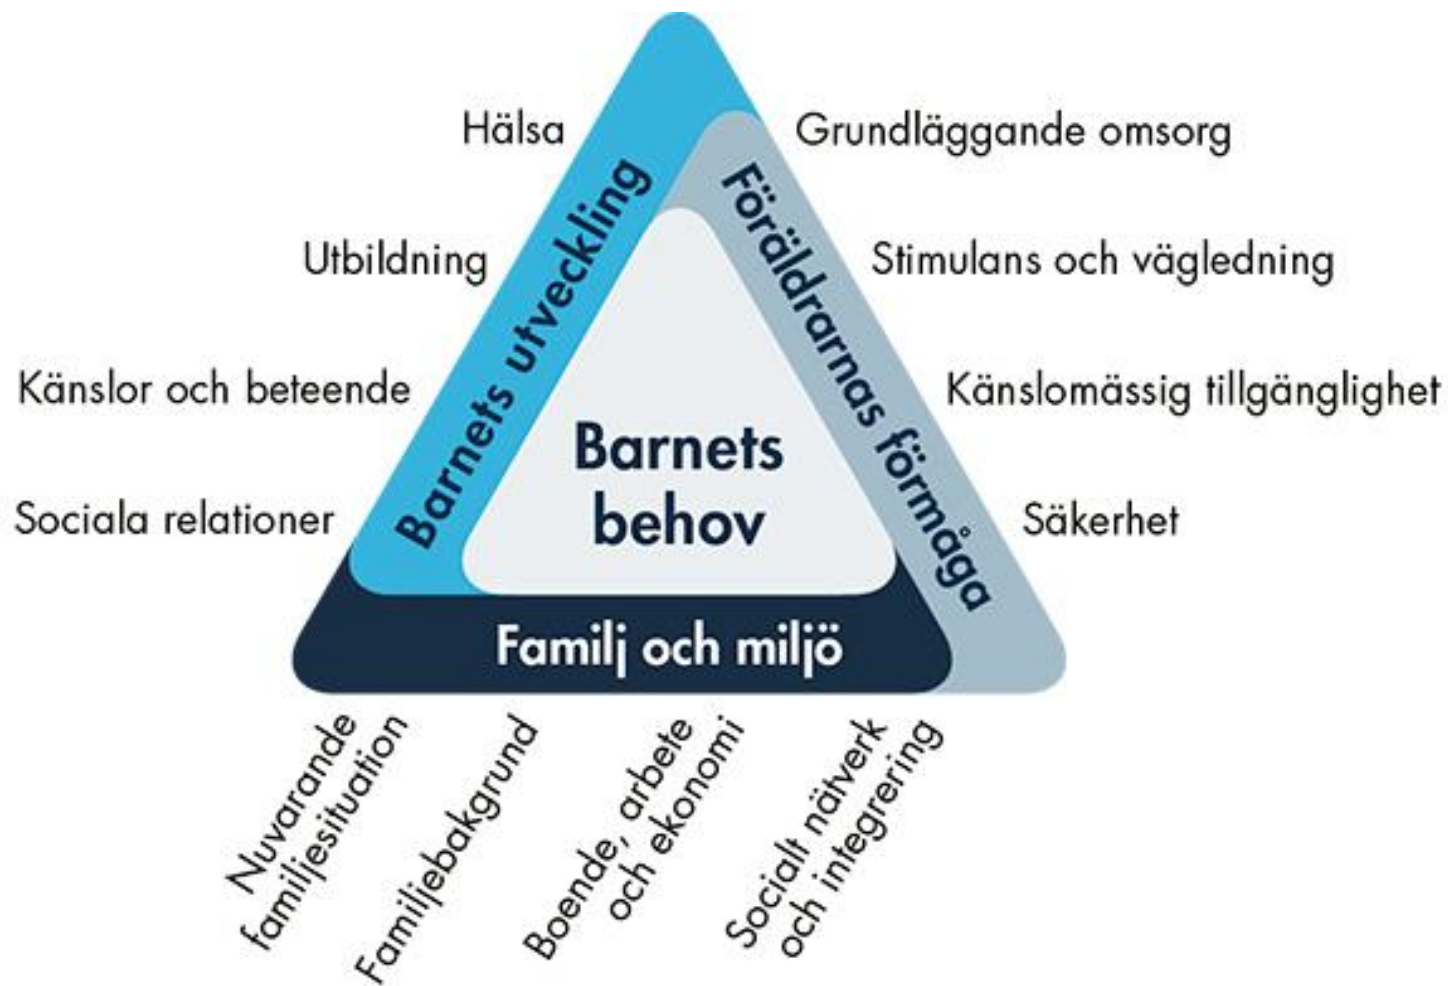 Hälsa
Utbildning
Känslor och beteende
Sociala relationer
Barnets utveckling
Grundläggande omsorg
Stimulans och vägledning
Känslomässig tillgänglighet
Säkerhet
Föräldrarnas förmåga
Barnets
behov
Familj och miljö
Nuvarande
familjesituation
Familjebakgrund
Boende, arbete
och ekonomi
Socialt nätverk
och integrering